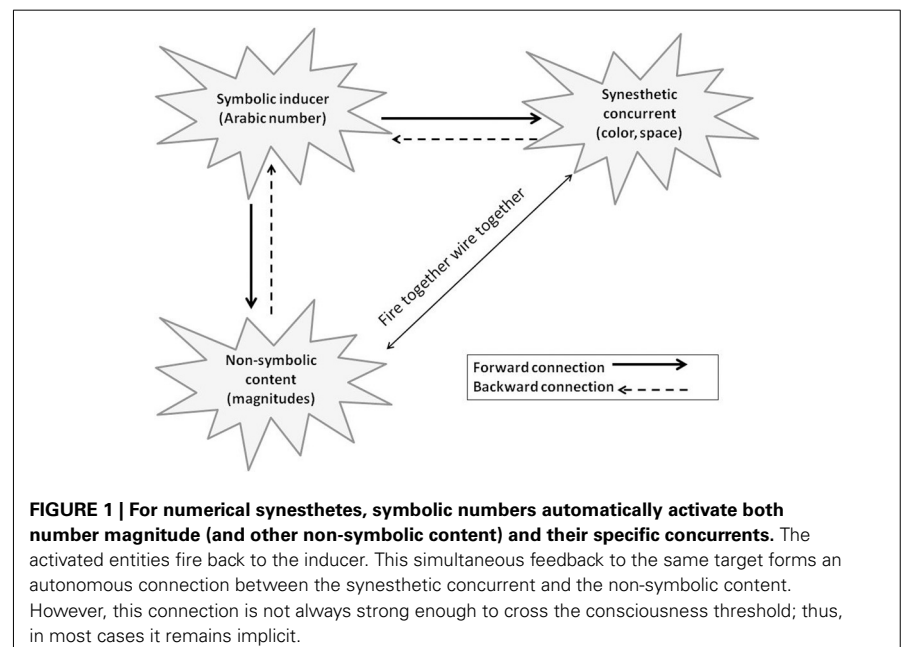 Symbolic inducer
(Arabic number)
Synesthetic
concurrent
(color, space)
Fire together wire together
Non-symbolic
content
(magnitudes)
Forward connection
Backward connection
FIGURE 1 | For numerical synesthetes, symbolic numbers automatically activate both
number magnitude (and other non-symbolic content) and their specific concurrents. The
activated entities fire back to the inducer. This simultaneous feedback to the same target forms an
autonomous connection between the synesthetic concurrent and the non-symbolic content.
However, this connection is not always strong enough to cross the consciousness threshold; thus,
in most cases it remains implicit.